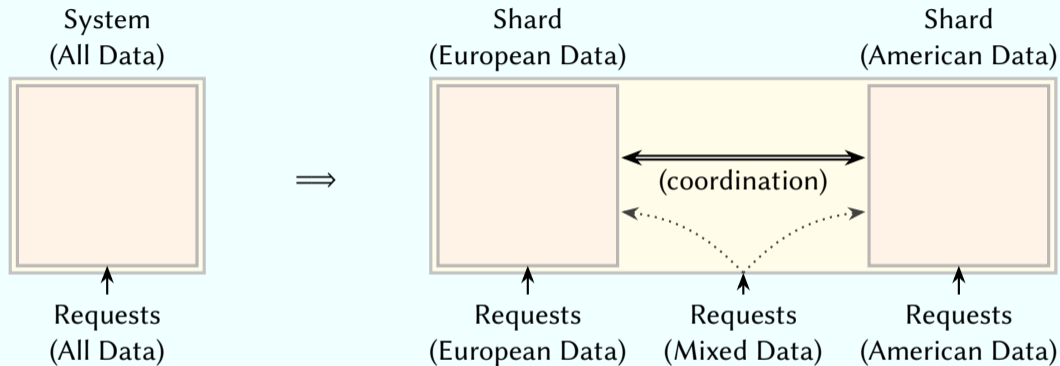 System
(All Data)
Shard
(European Data)
Shard
(American Data)
⟹
(coordination)
Requests
(All Data)
Requests
(European Data)
Requests
(Mixed Data)
Requests
(American Data)